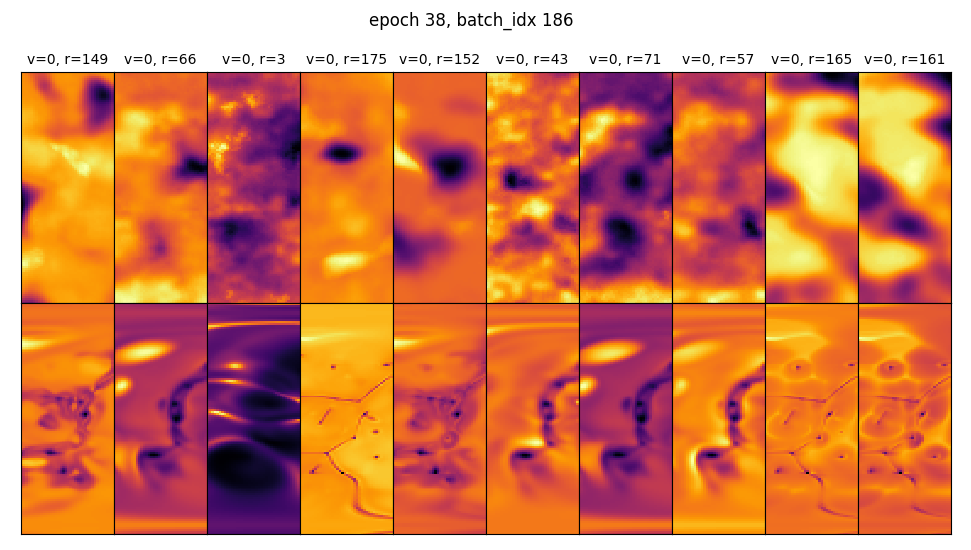 epoch 38, batch_idx 186
v=0, r=149 v=0, r=66 v=0, r=3 v=0, r=175 v=0, r=152 v=0, r=43 v=0, r=71 v=0, r=57 v=0, r=165 v=0, r=161